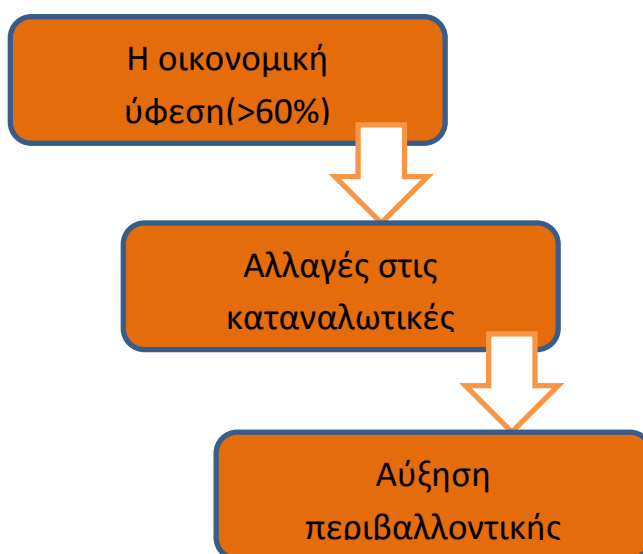 Η οικονομική
ύφεση(>60%)
Αλλαγές στις
καταναλωτικές
Αύξηση
περιβαλλοντικής